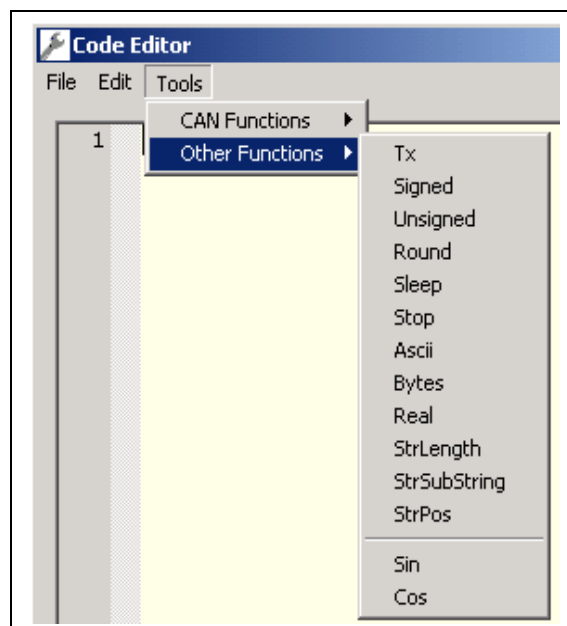 Code Editor
File Edit Tools
CAN Functions
1
Other Functions
Tx
Signed
Unsigned
Round
Sleep
Stop
Ascii
Bytes
Real
StrLength
StrSubString
StrPos
Sin
Cos